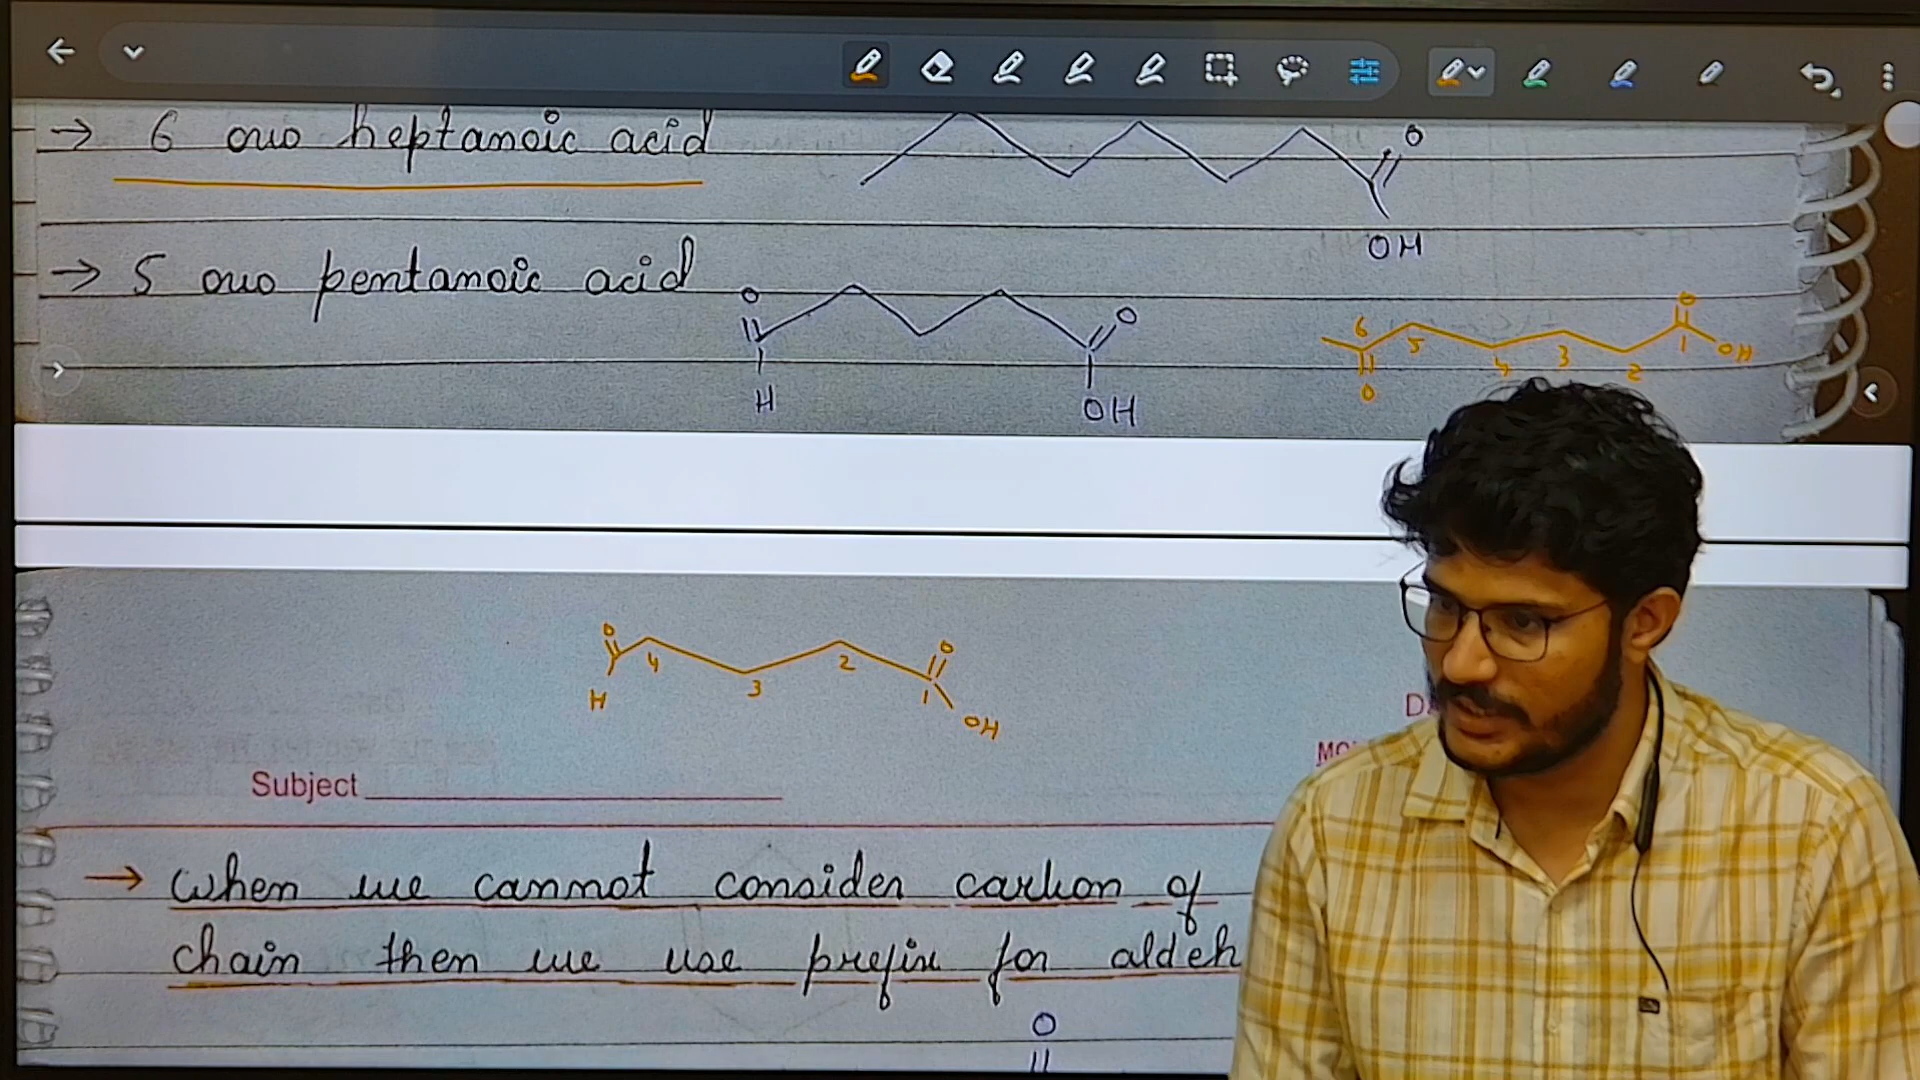 → 6 oxo heptanoic acid
O
OH
→ 5 oxo pentanoic acid
O
H
O
OH
6 5 4 3 2 1
O
O
OH
O
H
4 3 2 1
O
OH
Subject
→ When we cannot consider carbon of
chain then we use prefix for aldeh
O